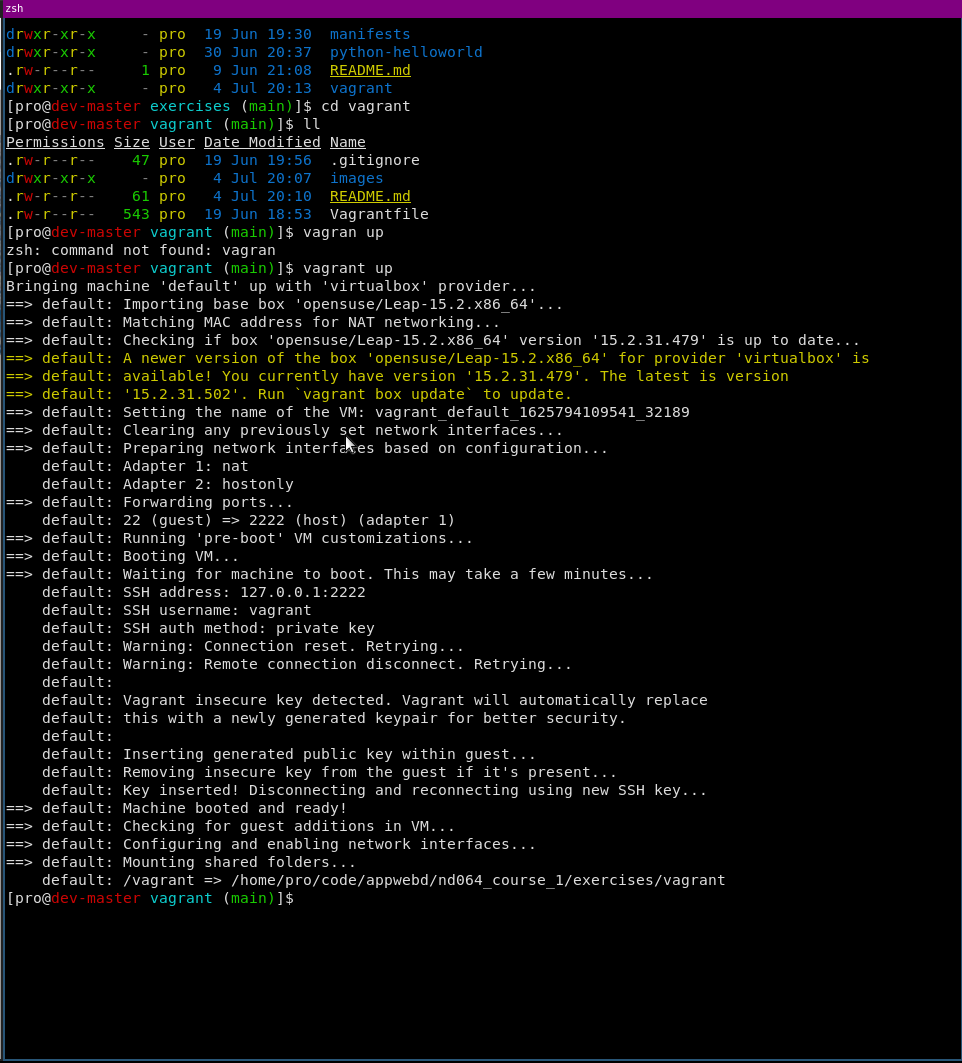 zsh
drwxr-xr-x     - pro  19 Jun 19:30  manifests
drwxr-xr-x     - pro  30 Jun 20:37  python-helloworld
.rw-r--r--     1 pro   9 Jun 21:08  README.md
drwxr-xr-x     - pro   4 Jul 20:13  vagrant
[pro@dev-master exercises (main)]$ cd vagrant
[pro@dev-master vagrant (main)]$ ll
Permissions Size User  Date Modified Name
.rw-r--r--    47 pro  19 Jun 19:56  .gitignore
drwxr-xr-x     - pro   4 Jul 20:07  images
.rw-r--r--    61 pro   4 Jul 20:10  README.md
.rw-r--r--   543 pro  19 Jun 18:53  Vagrantfile
[pro@dev-master vagrant (main)]$ vagran up
zsh: command not found: vagran
[pro@dev-master vagrant (main)]$ vagrant up
Bringing machine 'default' up with 'virtualbox' provider...
==> default: Importing base box 'opensuse/Leap-15.2.x86_64'...
==> default: Matching MAC address for NAT networking...
==> default: Checking if box 'opensuse/Leap-15.2.x86_64' version '15.2.31.479' is up to date...
==> default: A newer version of the box 'opensuse/Leap-15.2.x86_64' for provider 'virtualbox' is
==> default: available! You currently have version '15.2.31.479'. The latest is version
==> default: '15.2.31.502'. Run `vagrant box update` to update.
==> default: Setting the name of the VM: vagrant_default_1625794109541_32189
==> default: Clearing any previously set network interfaces...
==> default: Preparing network interfaces based on configuration...
    default: Adapter 1: nat
    default: Adapter 2: hostonly
==> default: Forwarding ports...
    default: 22 (guest) => 2222 (host) (adapter 1)
==> default: Running 'pre-boot' VM customizations...
==> default: Booting VM...
==> default: Waiting for machine to boot. This may take a few minutes...
    default: SSH address: 127.0.0.1:2222
    default: SSH username: vagrant
    default: SSH auth method: private key
    default: Warning: Connection reset. Retrying...
    default: Warning: Remote connection disconnect. Retrying...
    default:
    default: Vagrant insecure key detected. Vagrant will automatically replace
    default: this with a newly generated keypair for better security.
    default:
    default: Inserting generated public key within guest...
    default: Removing insecure key from the guest if it's present...
    default: Key inserted! Disconnecting and reconnecting using new SSH key...
==> default: Machine booted and ready!
==> default: Checking for guest additions in VM...
==> default: Configuring and enabling network interfaces...
==> default: Mounting shared folders...
    default: /vagrant => /home/pro/code/appwebd/nd064_course_1/exercises/vagrant
[pro@dev-master vagrant (main)]$